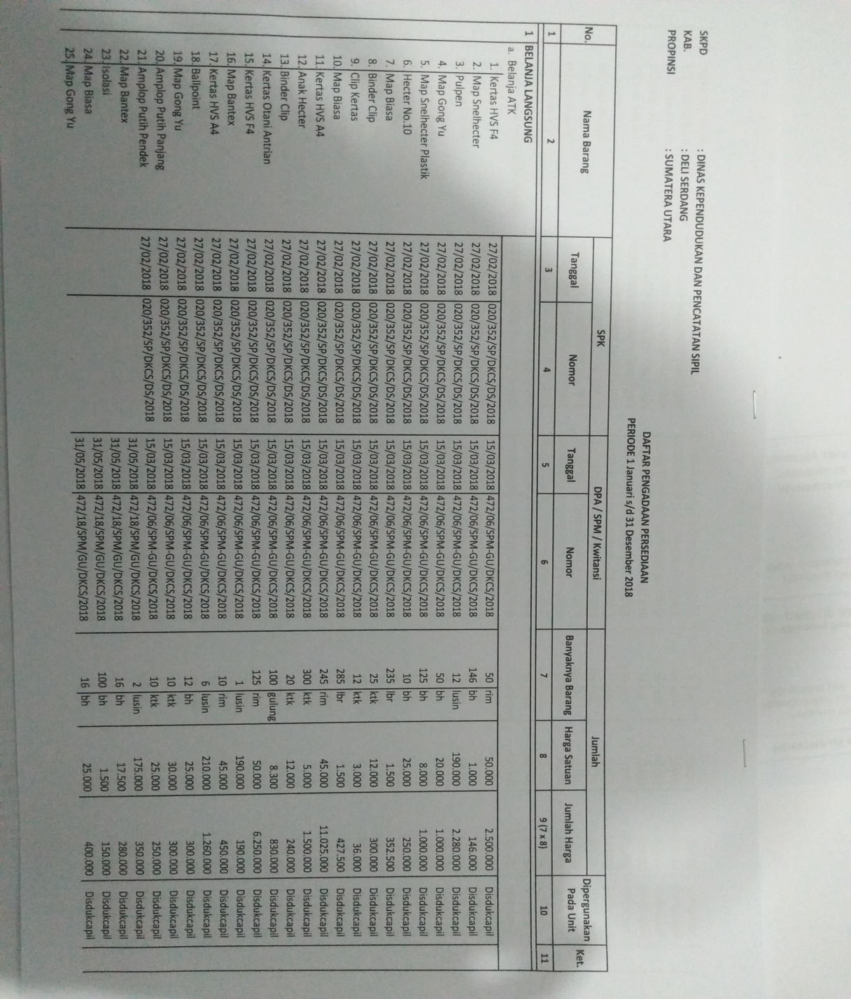 SKPD : DINAS KEPENDUDUKAN DAN PENCATATAN SIPIL
KAB. : DELI SERDANG
PROPINSI : SUMATERA UTARA
DAFTAR PENGADAAN PERSEDIAAN
PERIODE 1 Januari s/d 31 Desember 2018
No. Nama Barang SPK DPA / SPM / Kwitansi Jumlah Dipergunakan Pada Unit Ket.
Tanggal Nomor Tanggal Nomor Banyaknya Barang Harga Satuan Jumlah Harga
1 2 3 4 5 6 7 8 9 (7 x 8) 10 11
1 BELANJA LANGSUNG
a. Belanja ATK
1. Kertas HVS F4 27/02/2018 020/352/SP/DKCS/DS/2018 15/03/2018 472/06/SPM-GU/DKCS/2018 50 rim 50.000 2.500.000 Disdukcapil
2. Map Snelhecter 27/02/2018 020/352/SP/DKCS/DS/2018 15/03/2018 472/06/SPM-GU/DKCS/2018 146 bh 1.000 146.000 Disdukcapil
3. Pulpen 27/02/2018 020/352/SP/DKCS/DS/2018 15/03/2018 472/06/SPM-GU/DKCS/2018 12 lusin 190.000 2.280.000 Disdukcapil
4. Map Gong Yu 27/02/2018 020/352/SP/DKCS/DS/2018 15/03/2018 472/06/SPM-GU/DKCS/2018 50 bh 20.000 1.000.000 Disdukcapil
5. Map Snelhecter Plastik 27/02/2018 020/352/SP/DKCS/DS/2018 15/03/2018 472/06/SPM-GU/DKCS/2018 125 bh 8.000 1.000.000 Disdukcapil
6. Hecter No.10 27/02/2018 020/352/SP/DKCS/DS/2018 15/03/2018 472/06/SPM-GU/DKCS/2018 10 bh 25.000 250.000 Disdukcapil
7. Map Biasa 27/02/2018 020/352/SP/DKCS/DS/2018 15/03/2018 472/06/SPM-GU/DKCS/2018 235 lbr 1.500 352.500 Disdukcapil
8. Binder Clip 27/02/2018 020/352/SP/DKCS/DS/2018 15/03/2018 472/06/SPM-GU/DKCS/2018 25 ktk 12.000 300.000 Disdukcapil
9. Clip Kertas 27/02/2018 020/352/SP/DKCS/DS/2018 15/03/2018 472/06/SPM-GU/DKCS/2018 12 ktk 3.000 36.000 Disdukcapil
10. Map Biasa 27/02/2018 020/352/SP/DKCS/DS/2018 15/03/2018 472/06/SPM-GU/DKCS/2018 285 lbr 1.500 427.500 Disdukcapil
11. Kertas HVS A4 27/02/2018 020/352/SP/DKCS/DS/2018 15/03/2018 472/06/SPM-GU/DKCS/2018 245 rim 45.000 11.025.000 Disdukcapil
12. Anak Hecter 27/02/2018 020/352/SP/DKCS/DS/2018 15/03/2018 472/06/SPM-GU/DKCS/2018 300 ktk 5.000 1.500.000 Disdukcapil
13. Binder Clip 27/02/2018 020/352/SP/DKCS/DS/2018 15/03/2018 472/06/SPM-GU/DKCS/2018 20 ktk 12.000 240.000 Disdukcapil
14. Kertas Otani Antrian 27/02/2018 020/352/SP/DKCS/DS/2018 15/03/2018 472/06/SPM-GU/DKCS/2018 100 gulung 8.300 830.000 Disdukcapil
15. Kertas HVS F4 27/02/2018 020/352/SP/DKCS/DS/2018 15/03/2018 472/06/SPM-GU/DKCS/2018 125 rim 50.000 6.250.000 Disdukcapil
16. Map Bantex 27/02/2018 020/352/SP/DKCS/DS/2018 15/03/2018 472/06/SPM-GU/DKCS/2018 1 lusin 190.000 190.000 Disdukcapil
17. Kertas HVS A4 27/02/2018 020/352/SP/DKCS/DS/2018 15/03/2018 472/06/SPM-GU/DKCS/2018 10 rim 45.000 450.000 Disdukcapil
18. Ballpoint 27/02/2018 020/352/SP/DKCS/DS/2018 15/03/2018 472/06/SPM-GU/DKCS/2018 6 lusin 210.000 1.260.000 Disdukcapil
19. Map Gong Yu 27/02/2018 020/352/SP/DKCS/DS/2018 15/03/2018 472/06/SPM-GU/DKCS/2018 12 bh 25.000 300.000 Disdukcapil
20. Amplop Putih Panjang 27/02/2018 020/352/SP/DKCS/DS/2018 15/03/2018 472/06/SPM-GU/DKCS/2018 10 ktk 30.000 300.000 Disdukcapil
21. Amplop Putih Pendek 27/02/2018 020/352/SP/DKCS/DS/2018 15/03/2018 472/06/SPM-GU/DKCS/2018 10 ktk 25.000 250.000 Disdukcapil
22. Map Bantex 31/05/2018 472/18/SPM/GU/DKCS/2018 2 lusin 175.000 350.000 Disdukcapil
23. Isolasi 31/05/2018 472/18/SPM/GU/DKCS/2018 16 bh 17.500 280.000 Disdukcapil
24. Map Biasa 31/05/2018 472/18/SPM/GU/DKCS/2018 100 bh 1.500 150.000 Disdukcapil
25. Map Gong Yu 31/05/2018 472/18/SPM/GU/DKCS/2018 16 bh 25.000 400.000 Disdukcapil